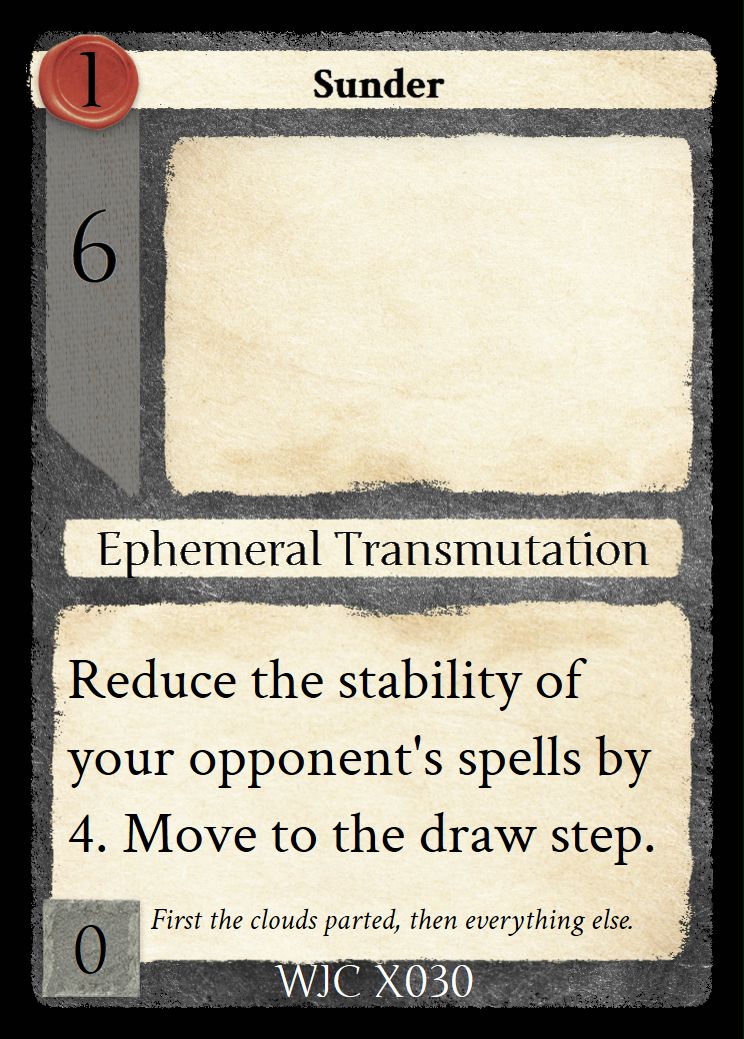 1
Sunder
6
Ephemeral Transmutation
Reduce the stability of
your opponent's spells by
4. Move to the draw step.
First the clouds parted, then everything else.
0
WJC X030